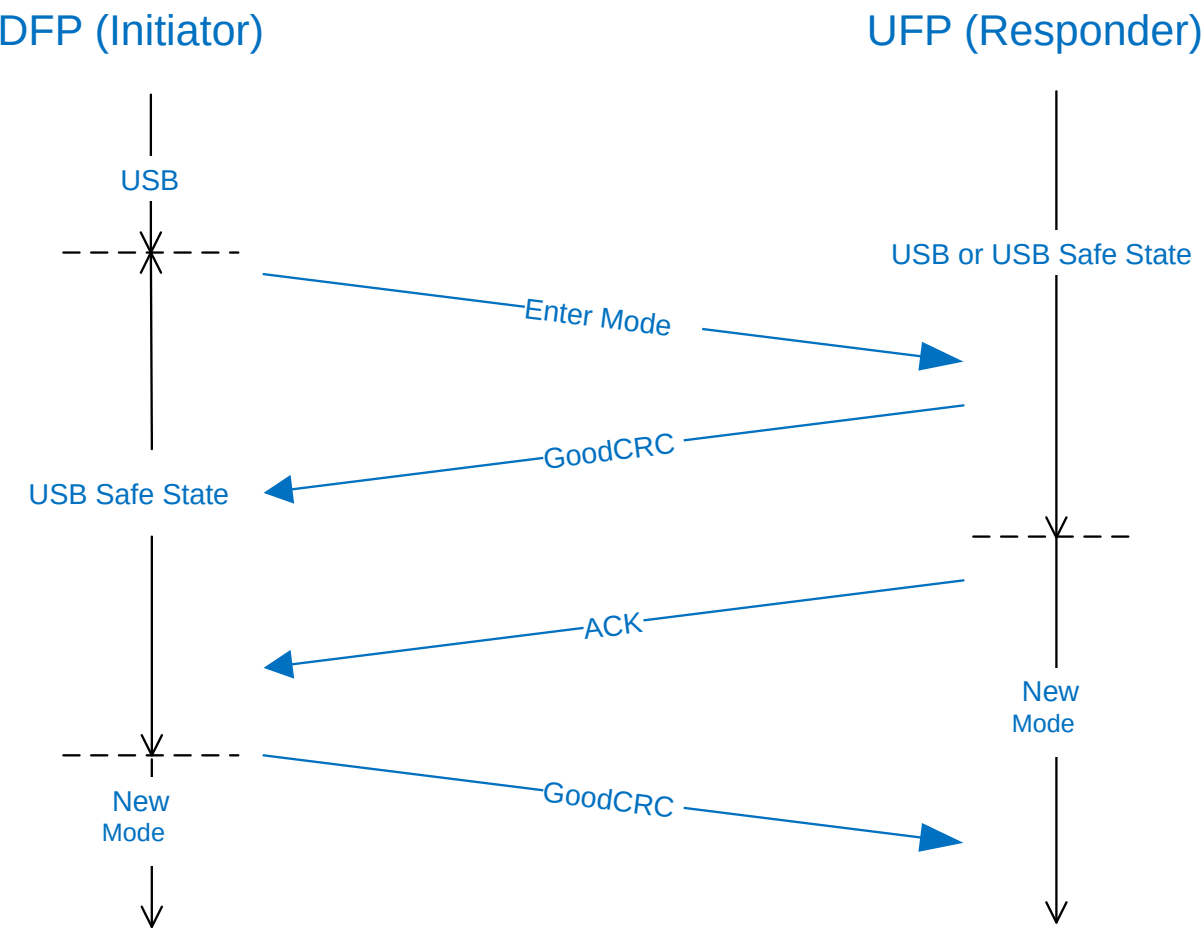 DFP (Initiator)
UFP (Responder)
USB
USB or USB Safe State
Enter Mode
GoodCRC
USB Safe State
ACK
New
Mode
New
Mode
GoodCRC